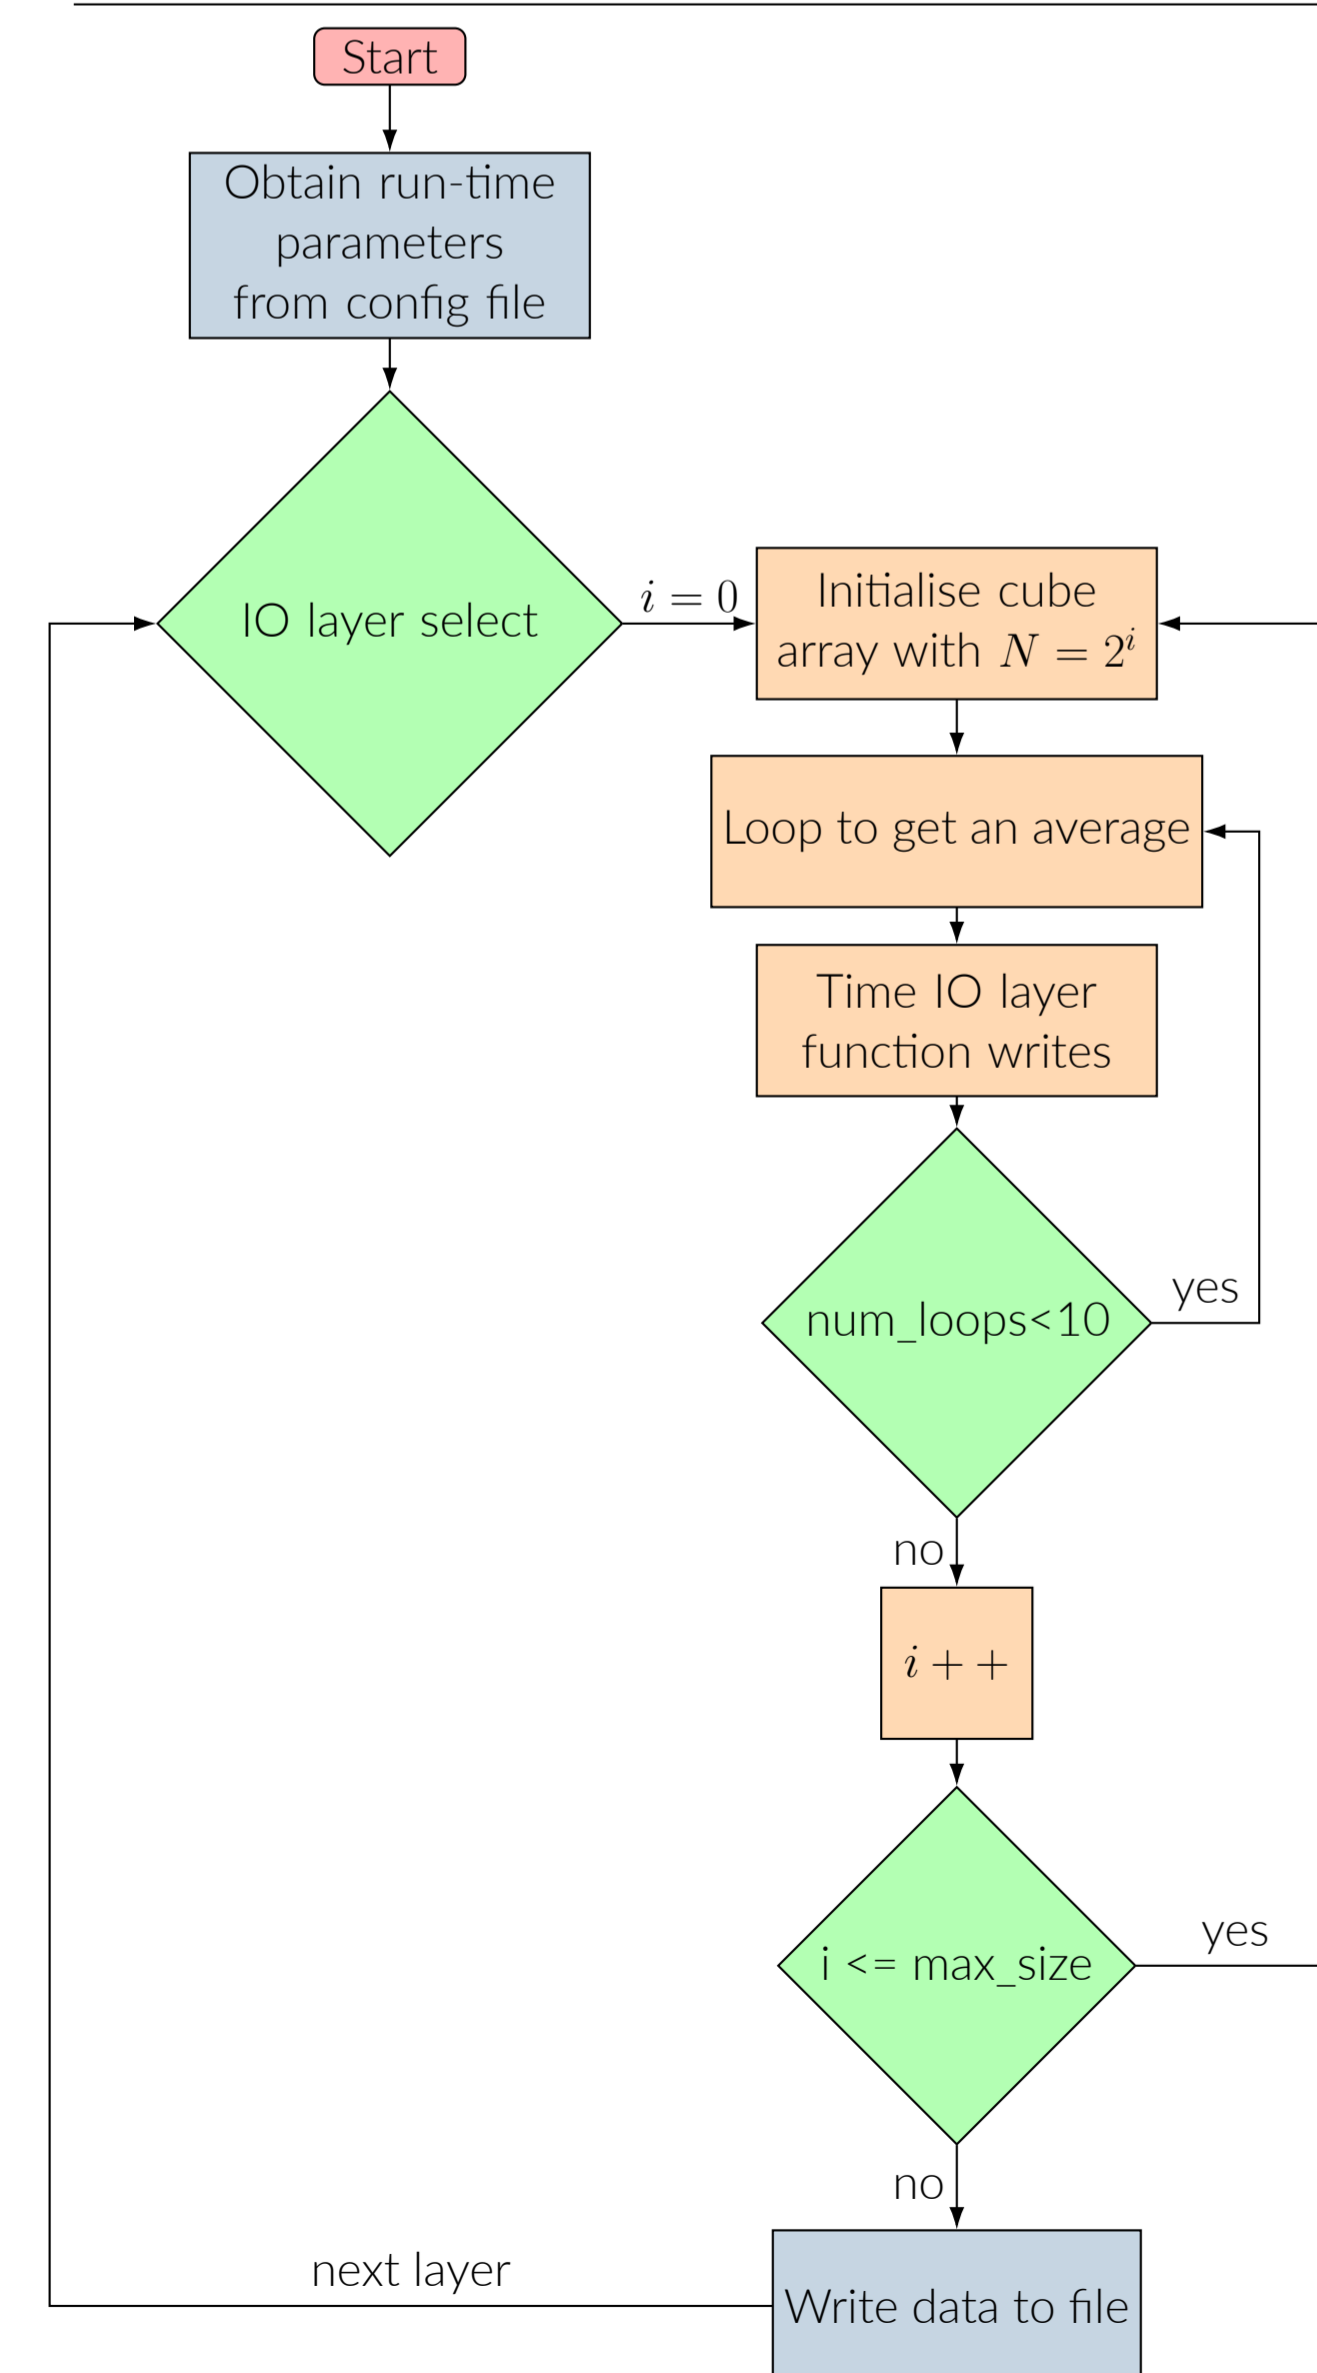 Start
Obtain run-time
parameters
from config file
IO layer select
i = 0
Initialise cube
array with N = 2^i
Loop to get an average
Time IO layer
function writes
num_loops<10
yes
no
i + +
i <= max_size
yes
no
next layer
Write data to file